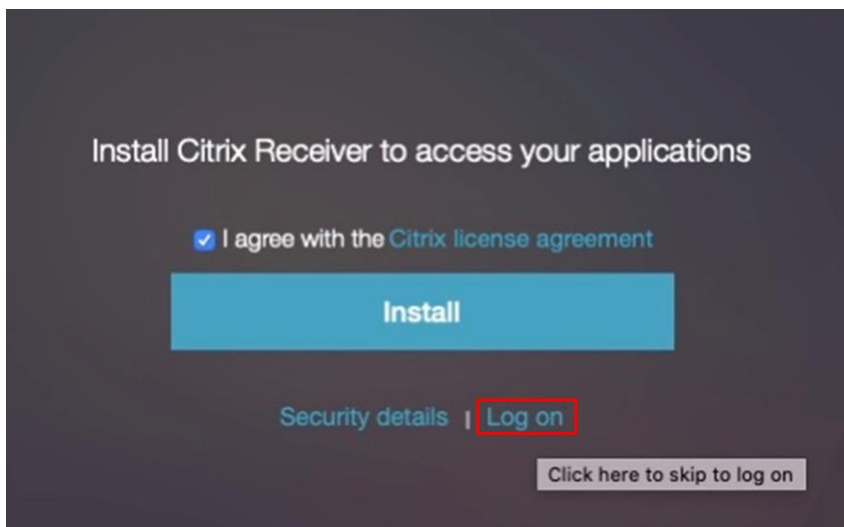 Install Citrix Receiver to access your applications
I agree with the Citrix license agreement
Install
Security details | Log on
Click here to skip to log on